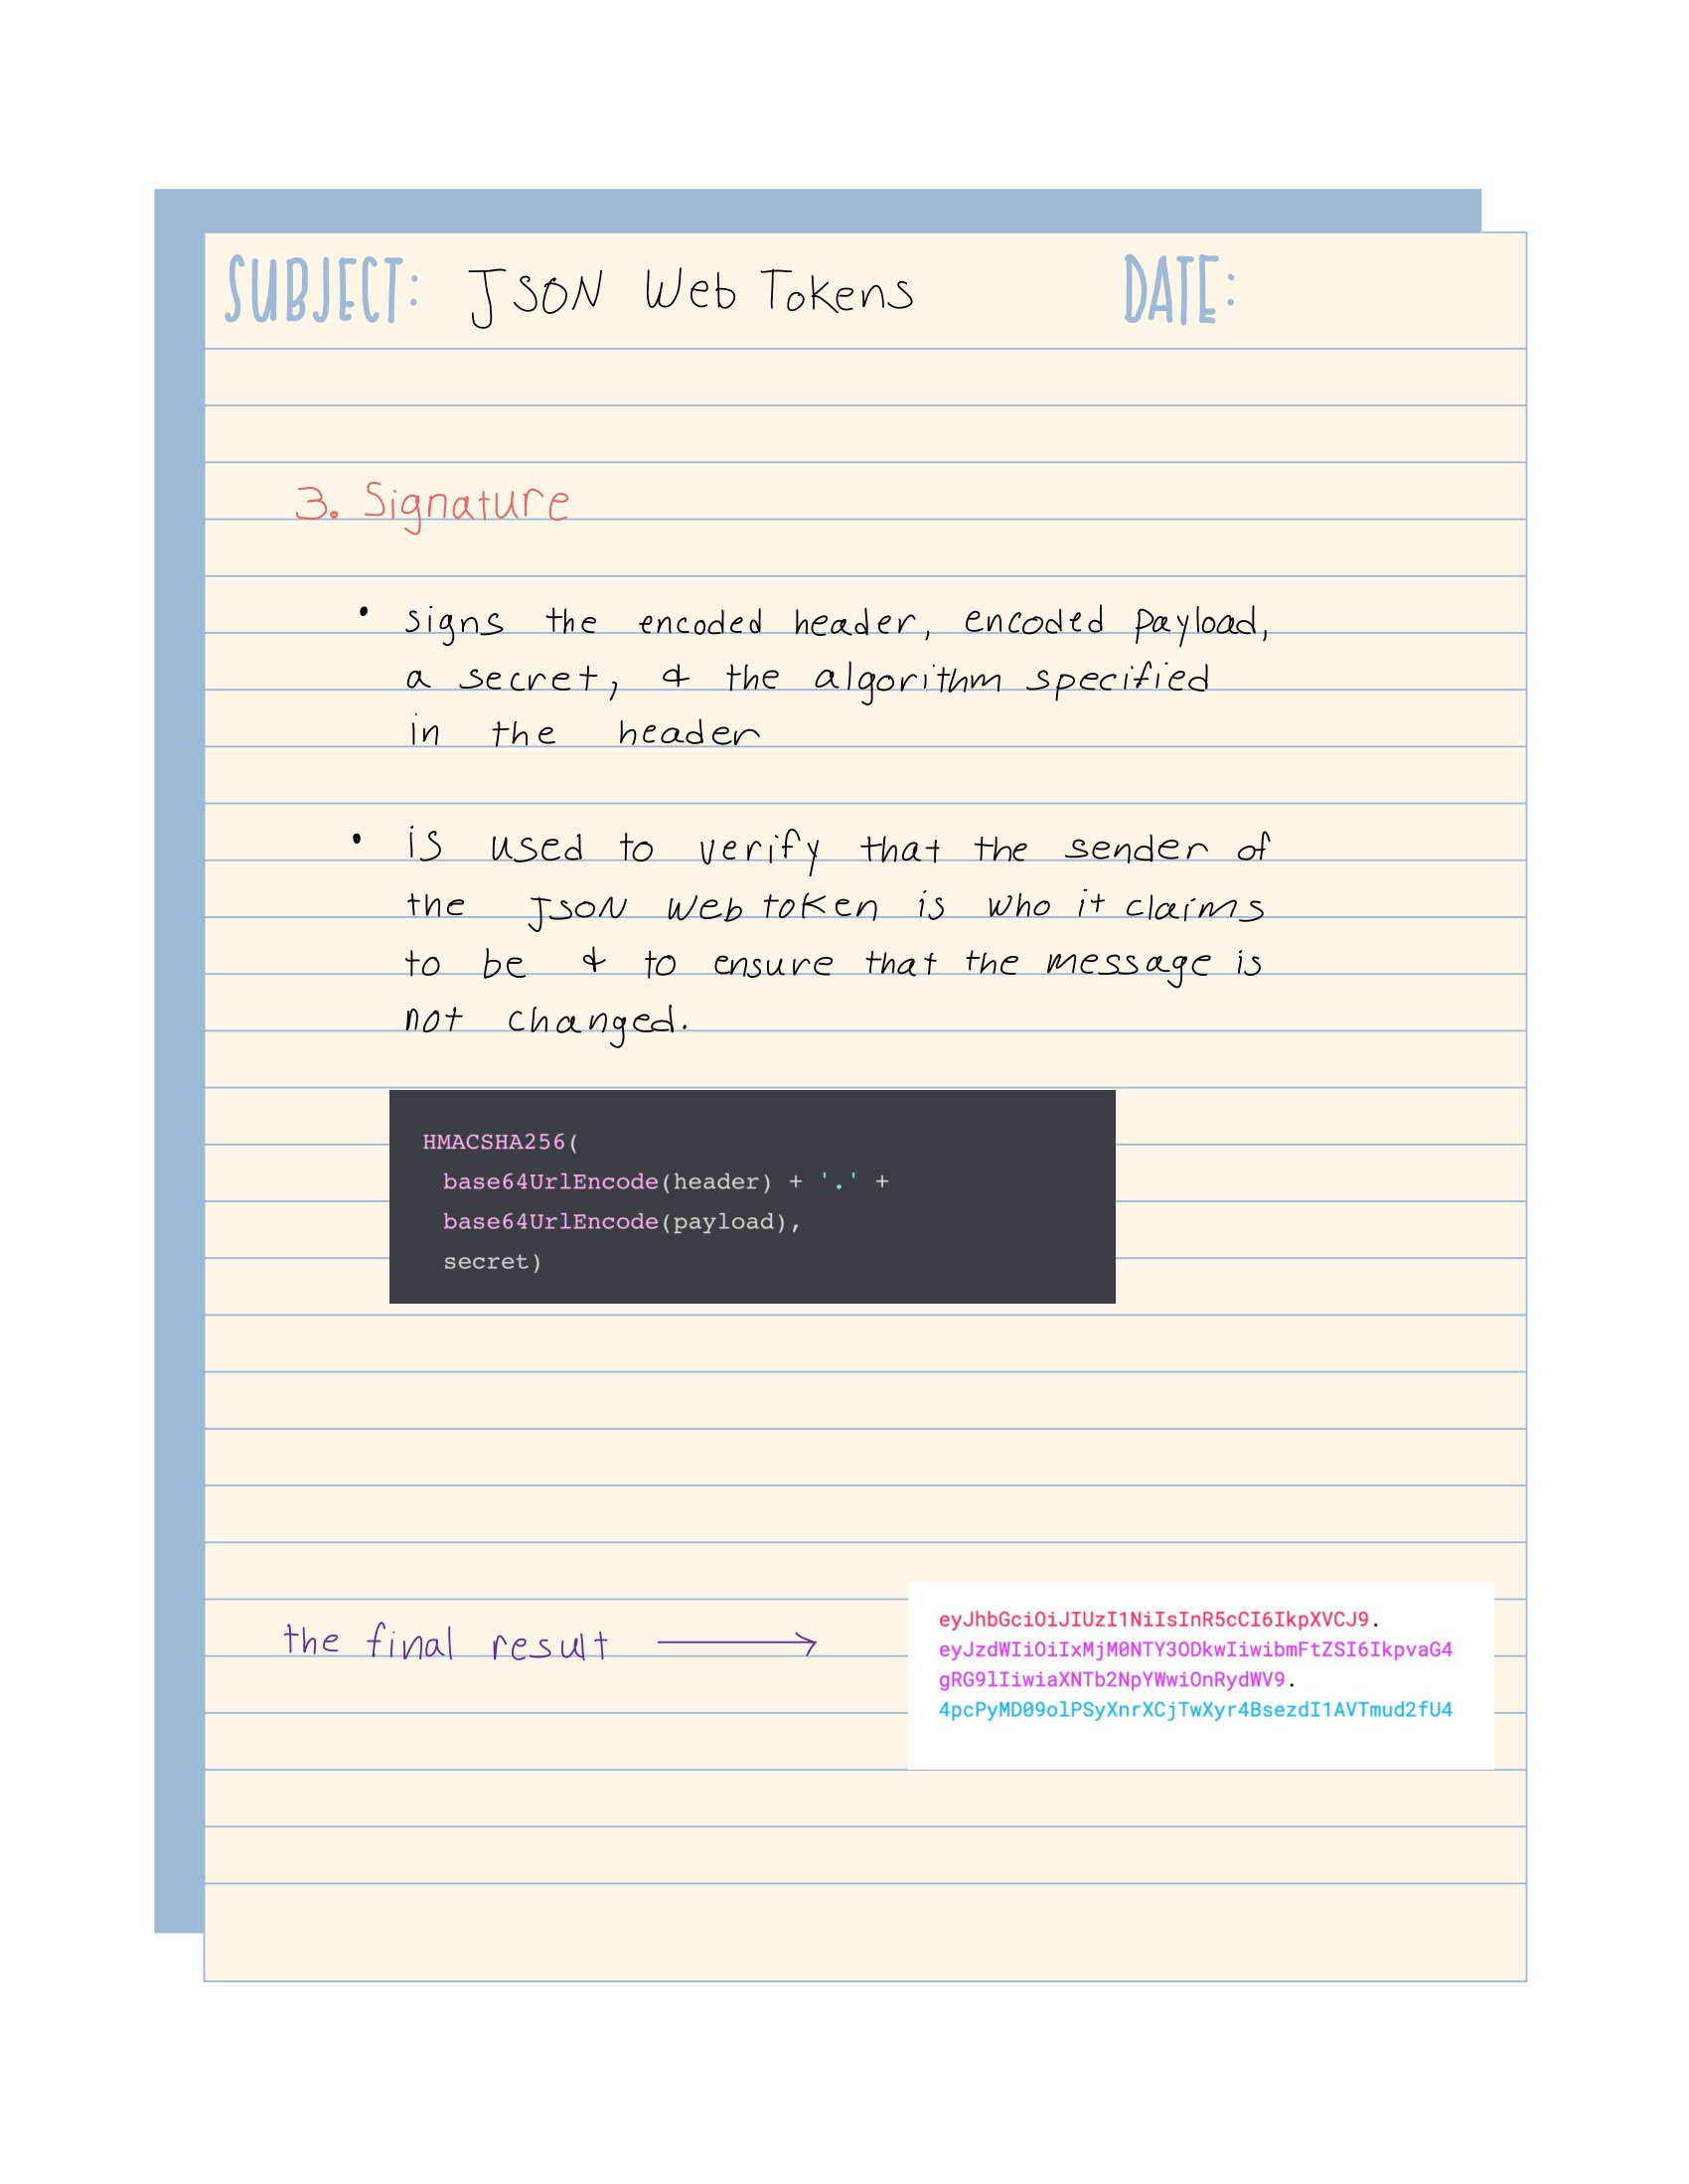 SUBJECT: JSON Web Tokens DATE:
3. Signature
• signs the encoded header, encoded payload,
a secret, & the algorithm specified
in the header
• is used to verify that the sender of
the JSON Web token is who it claims
to be & to ensure that the message is
not changed.
HMACSHA256(
base64UrlEncode(header) + '.' +
base64UrlEncode(payload),
secret)
the final result →
eyJhbGciOiJIUzI1NiIsInR5cCI6IkpXVCJ9.
eyJzdWIiOiIxMjM0NTY3ODkwIiwibmFtZSI6IkpvaG4
gRG9lIiwiaXNTb2NpYWwiOnRydWV9.
4pcPyMD09olPSyXnrXCjTwXyr4BsezdI1AVTmud2fU4